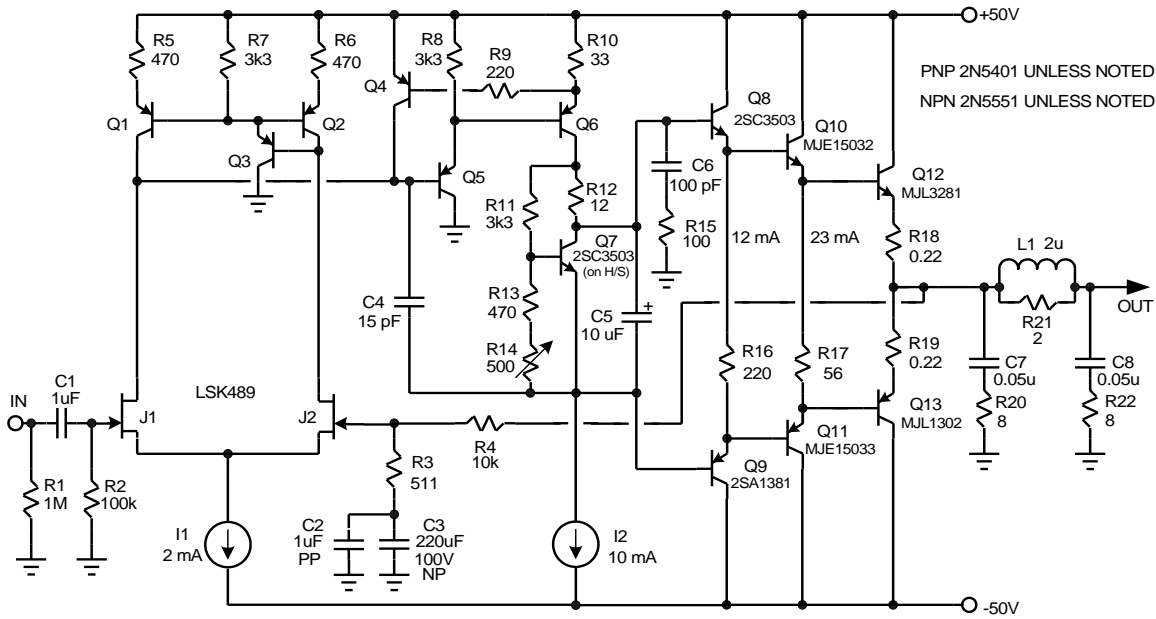 +50V
R5
470
R7
3k3
R6
470
Q4
R8
3k3
R9
220
R10
33
PNP 2N5401 UNLESS NOTED
NPN 2N5551 UNLESS NOTED
Q1
Q2
Q3
Q5
Q6
Q8
2SC3503
Q10
MJE15032
Q12
MJL3281
C6
100 pF
R11
3k3
R12
12
R15
100
12 mA
23 mA
R18
0.22
L1 2u
Q7
2SC3503
(on H/S)
C4
15 pF
R13
470
C5
+
10 uF
R14
500
R21
2
OUT
R16
220
R17
56
R19
0.22
C7
0.05u
C8
0.05u
IN
C1
1uF
LSK489
J1
J2
R4
10k
Q13
MJL1302
R20
8
R22
8
Q11
MJE15033
Q9
2SA1381
R1
1M
R2
100k
R3
511
I1
2 mA
C2
1uF
PP
C3
220uF
100V
NP
I2
10 mA
-50V